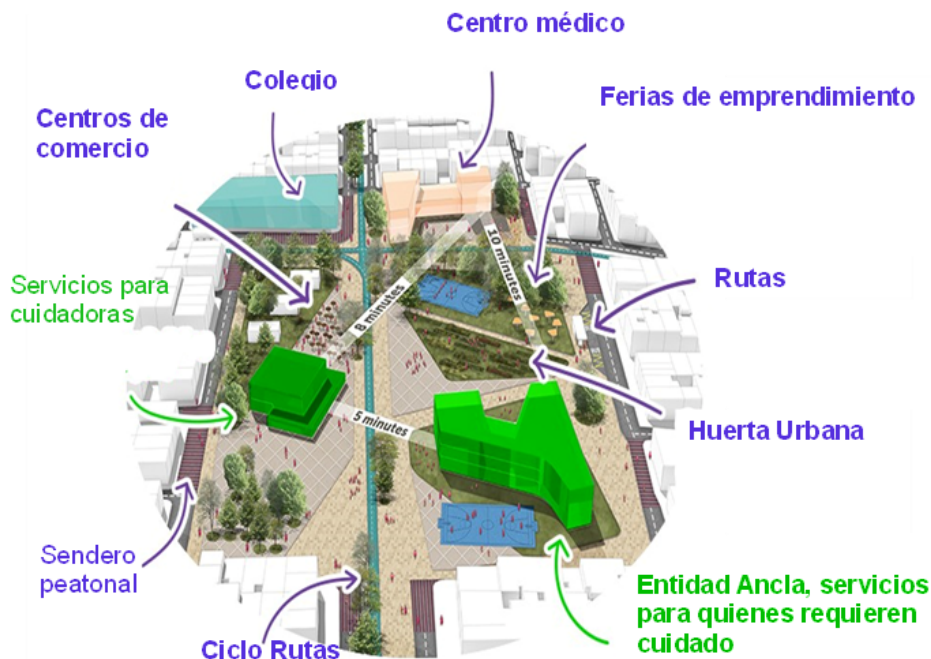 Centro médico
Colegio
Ferias de emprendimiento
Centros de
comercio
10 minutes
Rutas
Servicios para
cuidadoras
8 minutes
5 minutes
Huerta Urbana
Sendero
peatonal
Entidad Ancla, servicios
para quienes requieren
cuidado
Ciclo Rutas